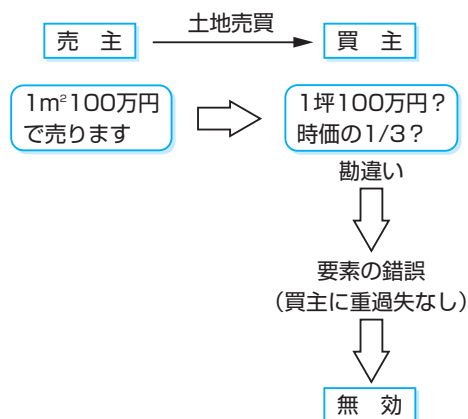 売 主
土地売買
買 主
1m²100万円
で売ります
1坪100万円？
時価の1/3？
勘違い
要素の錯誤
（買主に重過失なし）
無 効